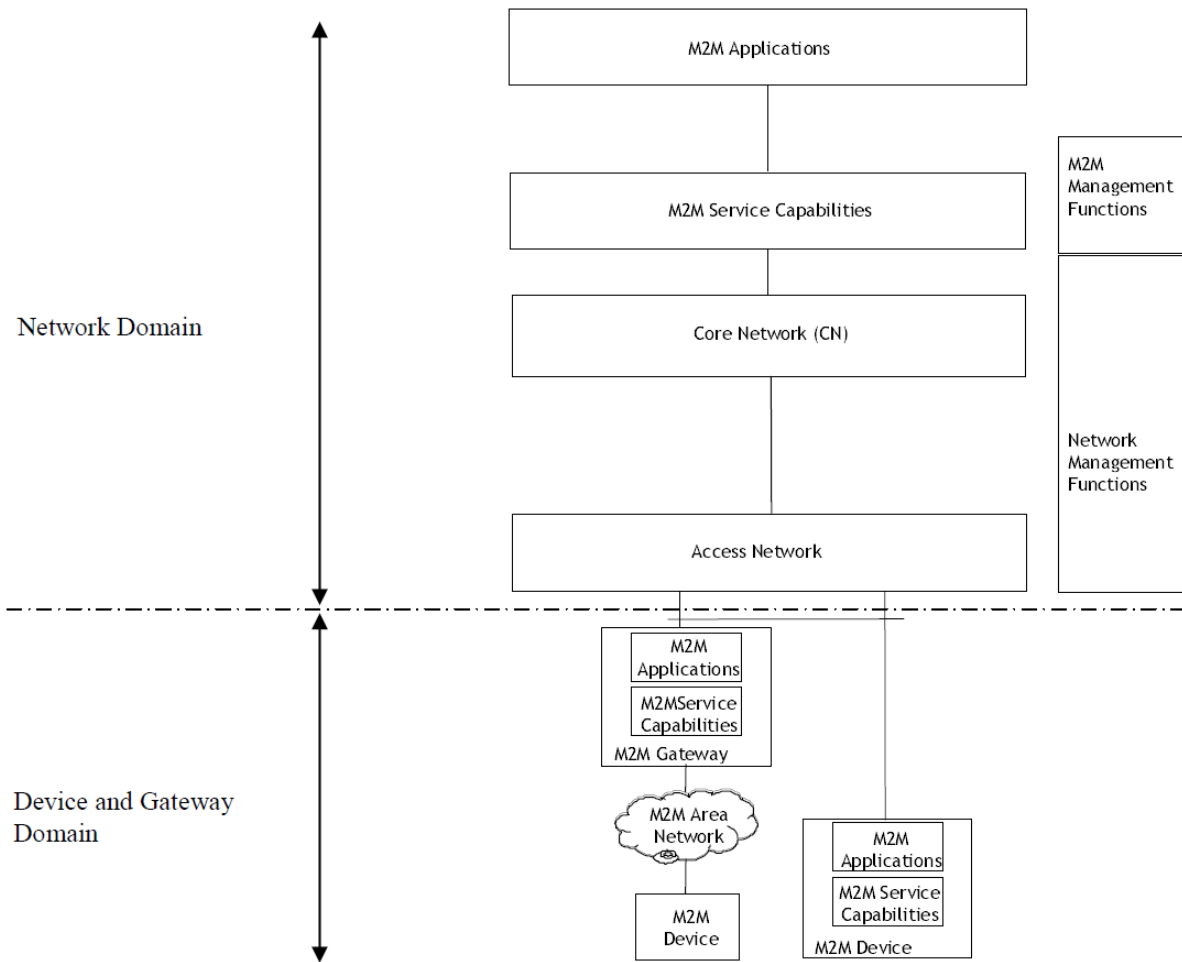 M2M Applications
M2M
Management
Functions
M2M Service Capabilities
Network Domain
Core Network (CN)
Network
Management
Functions
Access Network
M2M
Applications
M2MService
Capabilities
M2M Gateway
Device and Gateway
Domain
M2M Area
Network
M2M
Device
M2M
Applications
M2M Service
Capabilities
M2M Device